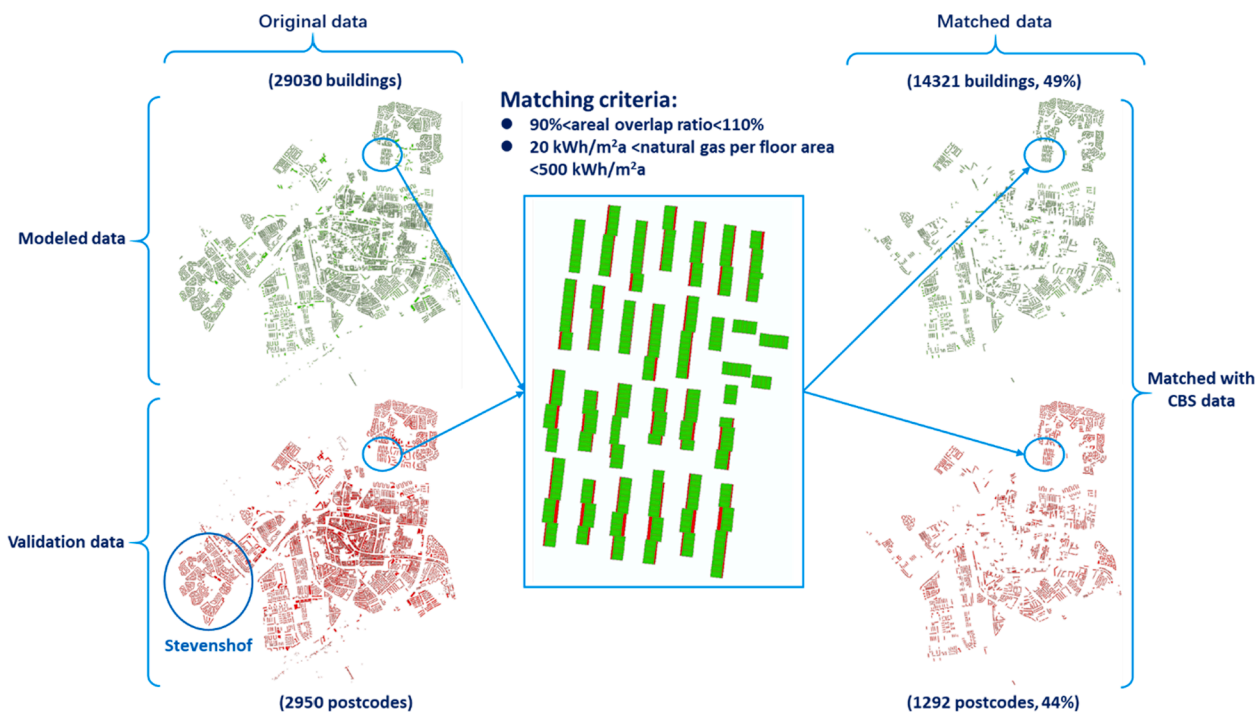 Original data
Matched data
(29030 buildings)
(14321 buildings, 49%)
Matching criteria:
● 90%<areal overlap ratio<110%
● 20 kWh/m²a <natural gas per floor area
<500 kWh/m²a
Modeled data
Matched with
CBS data
Validation data
Stevenshof
(2950 postcodes)
(1292 postcodes, 44%)